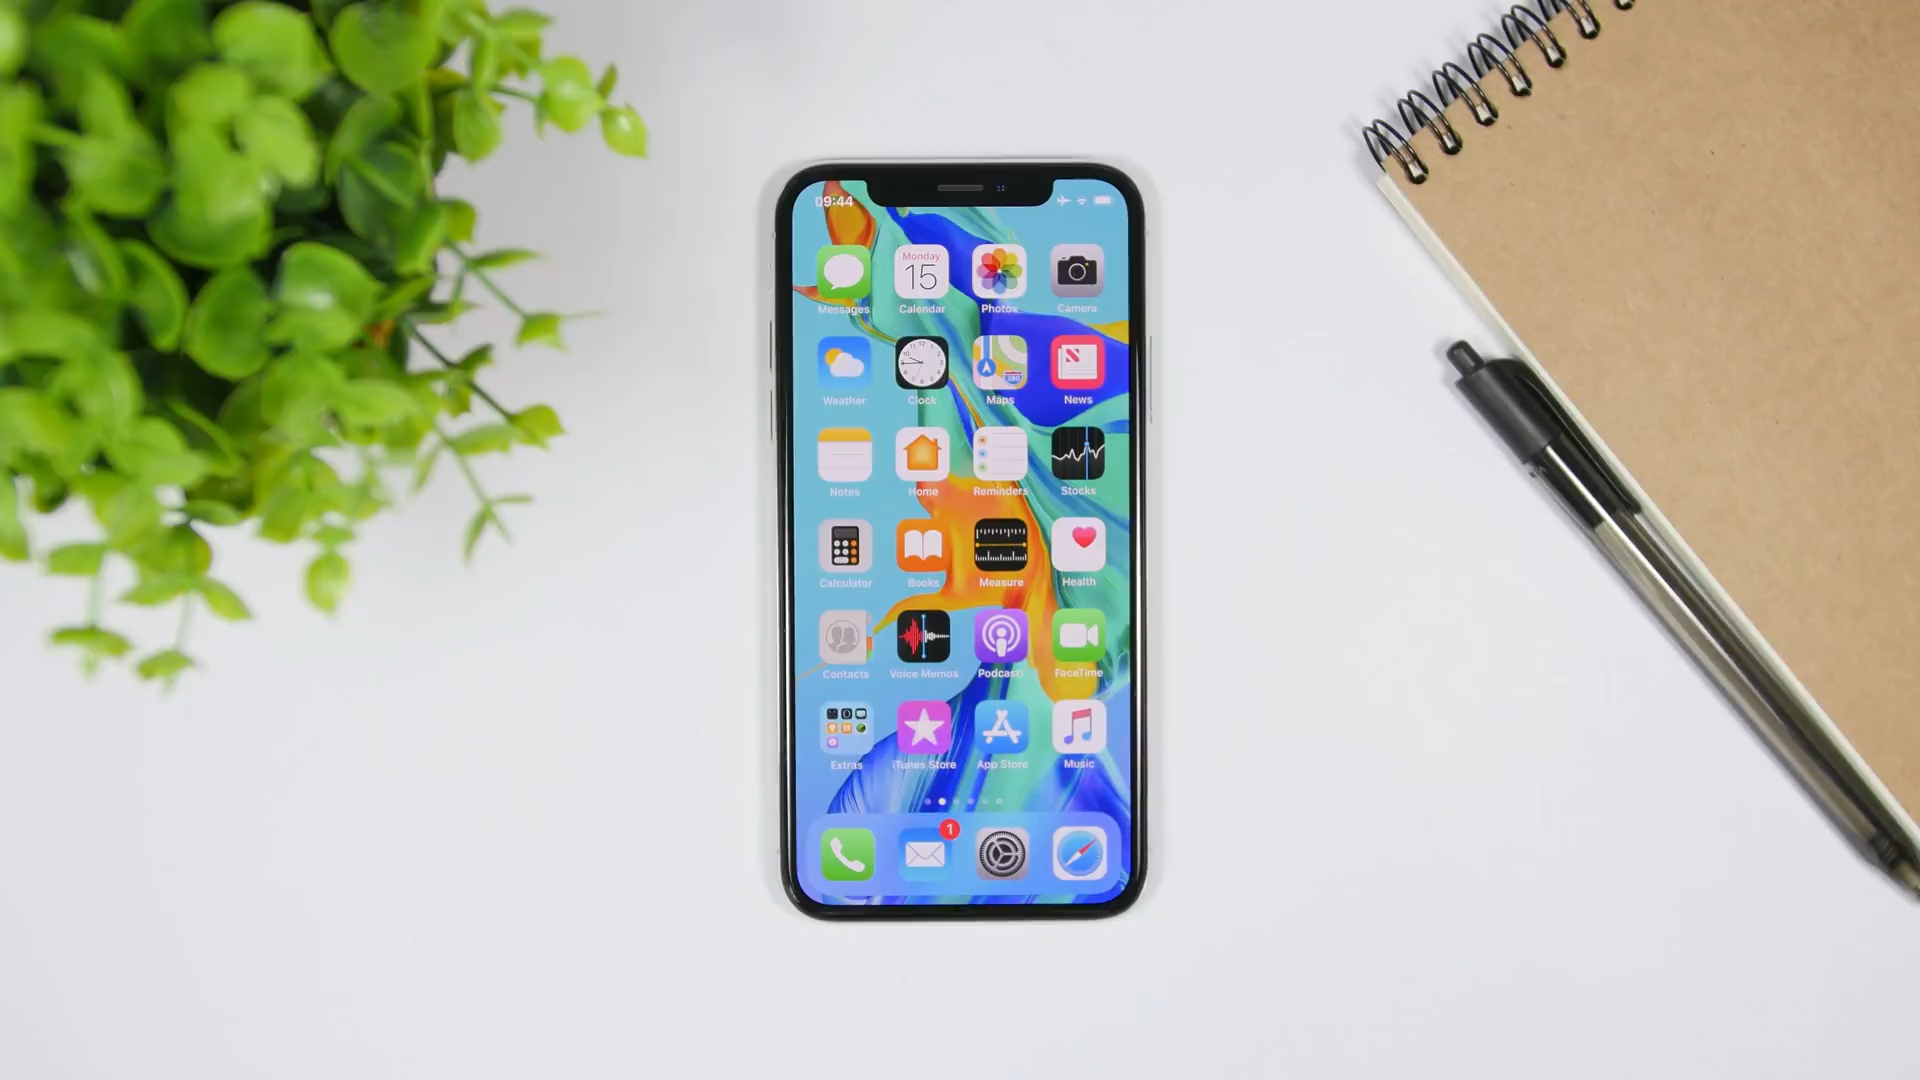 09:44
Monday
15
Messages Calendar Photos Camera
280
Weather Clock Maps News
Notes Home Reminders Stocks
Calculator Books Measure Health
Contacts Voice Memos Podcasts FaceTime
Extras iTunes Store App Store Music
1